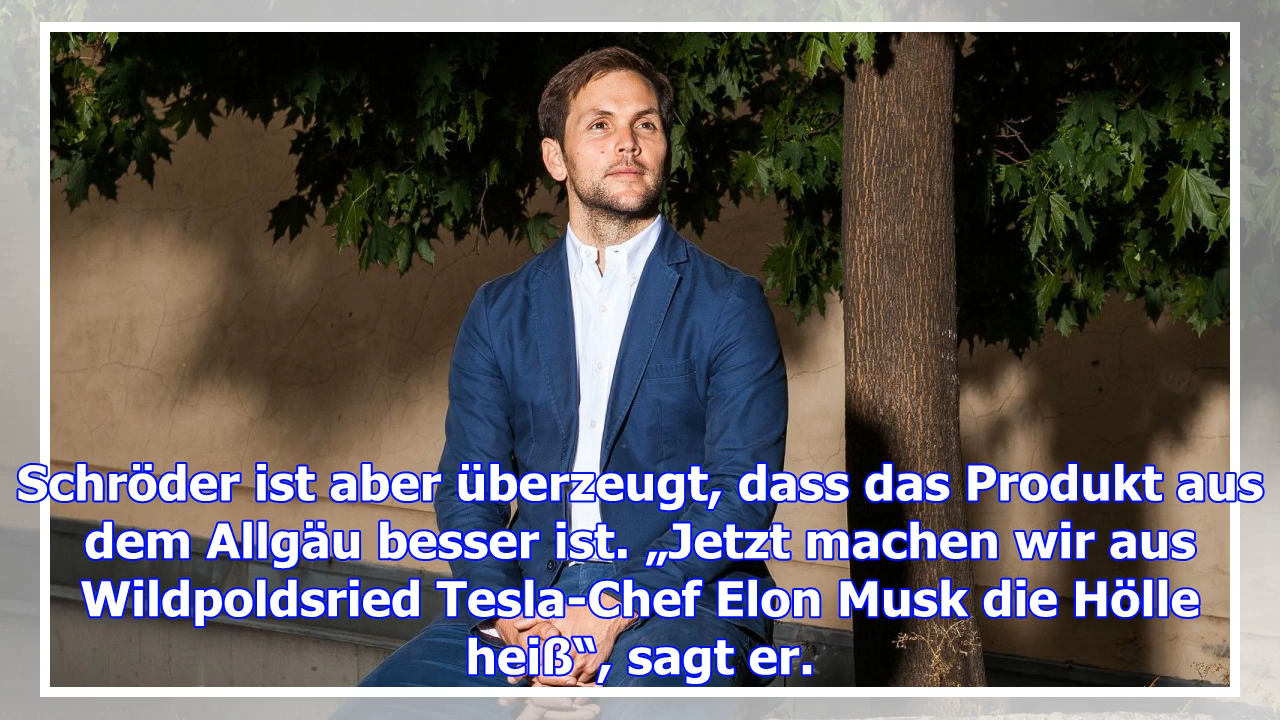 Schröder ist aber überzeugt, dass das Produkt aus
dem Allgäu besser ist. „Jetzt machen wir aus
Wildpoldsried Tesla-Chef Elon Musk die Hölle
heiß“, sagt er.